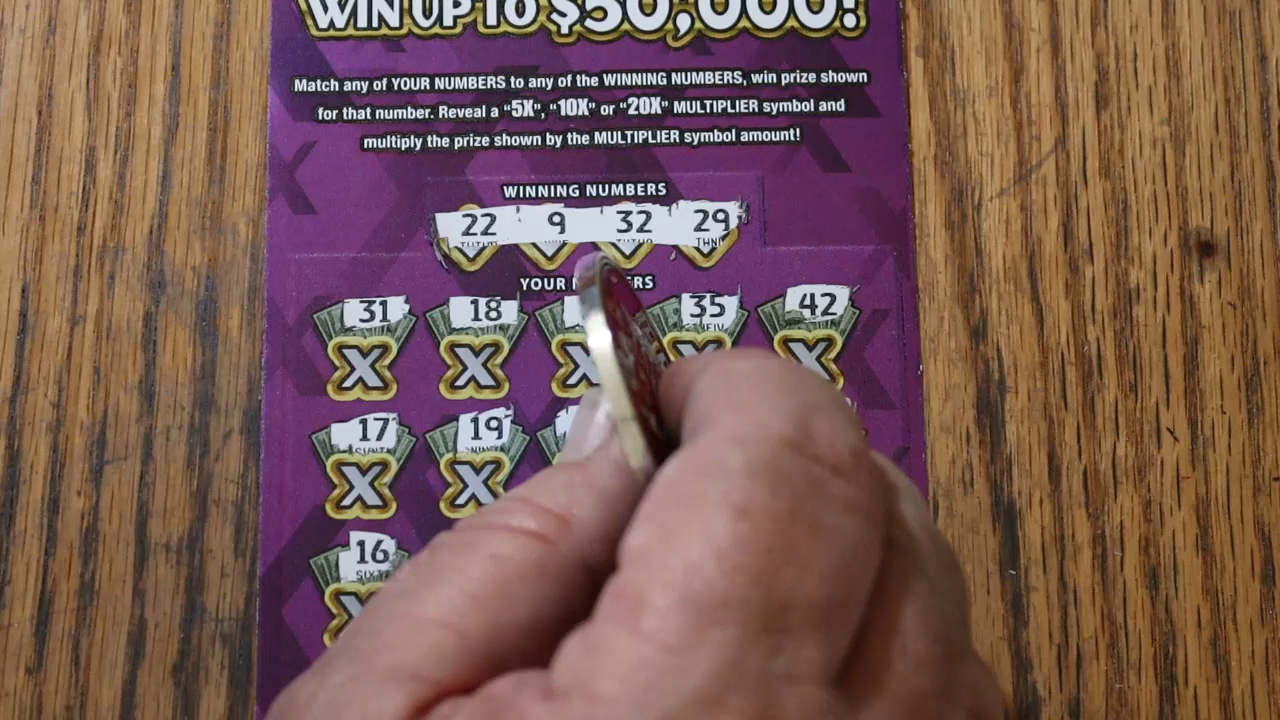 WIN UP TO $50,000!
Match any of YOUR NUMBERS to any of the WINNING NUMBERS, win prize shown
for that number. Reveal a “5X”, “10X” or “20X” MULTIPLIER symbol and
multiply the prize shown by the MULTIPLIER symbol amount!
WINNING NUMBERS
22 9 32 29
YOUR
31 18 35 42
X X X X X
17 19
X X
16
X